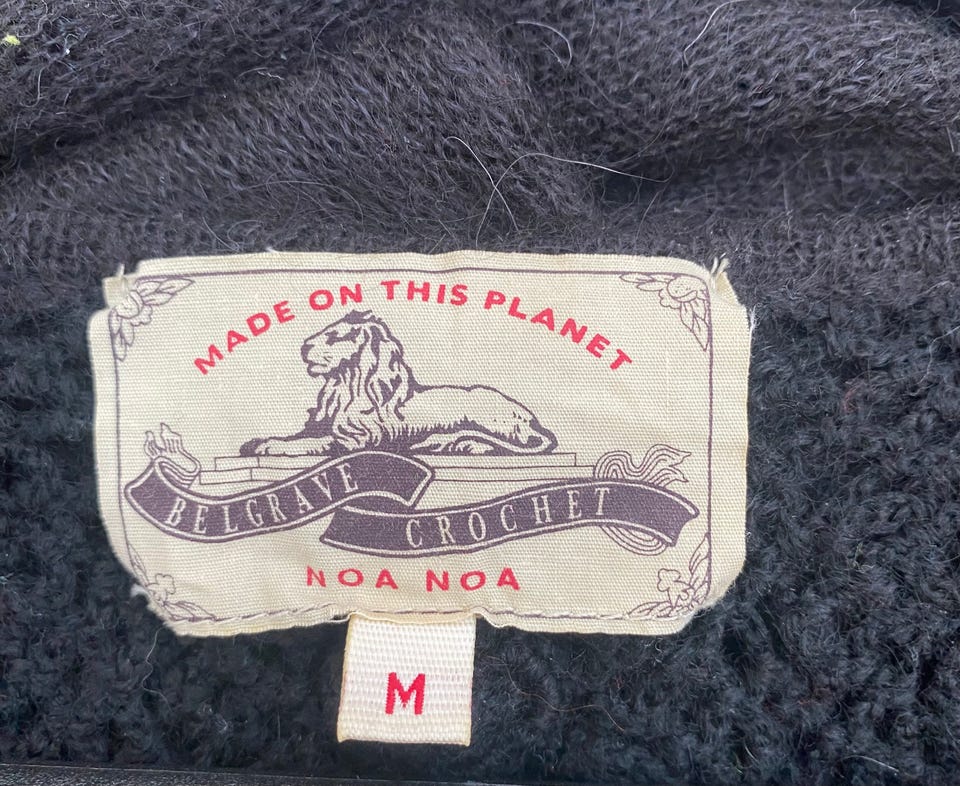 MADE ON THIS PLANET
BELGRAVE
CROCHET
NOA NOA
M